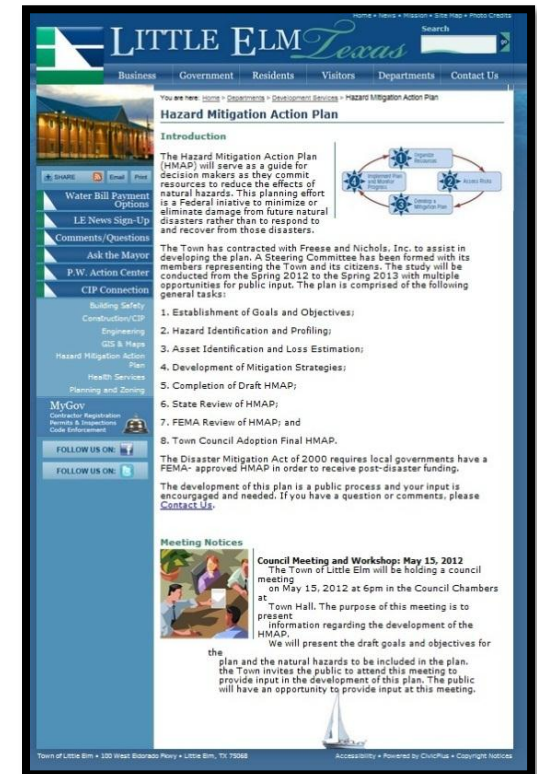 Home • News • Mission • Site Map • Photo Credits
LITTLE ELM Texas
Search
Business Government Residents Visitors Departments Contact Us
You are here: Home > Departments > Development Services > Hazard Mitigation Action Plan
Hazard Mitigation Action Plan
SHARE Email Print
Water Bill Payment
Options
LE News Sign-Up
Comments/Questions
Ask the Mayor
P.W. Action Center
CIP Connection
Building Safety
Construction/CIP
Engineering
GIS & Maps
Hazard Mitigation Action
Plan
Health Services
Planning and Zoning
MyGov
Contractor Registration
Permits & Inspections
Code Enforcement
FOLLOW US ON:
FOLLOW US ON:
Introduction
The Hazard Mitigation Action Plan
(HMAP) will serve as a guide for
decision makers as they commit
resources to reduce the effects of
natural hazards. This planning effort
is a Federal iniative to minimize or
eliminate damage from future natural
disasters rather than to respond to
and recover from those disasters.
1 Organize
Resources
2 Assess Risks
3 Develop a
Mitigation Plan
4 Implement Plan
and Monitor
Progress
The Town has contracted with Freese and Nichols, Inc. to assist in
developing the plan. A Steering Committee has been formed with its
members representing the Town and its citizens. The study will be
conducted from the Spring 2012 to the Spring 2013 with multiple
opportunities for public input. The plan is comprised of the following
general tasks:
1. Establishment of Goals and Objectives;
2. Hazard Identification and Profiling;
3. Asset Identification and Loss Estimation;
4. Development of Mitigation Strategies;
5. Completion of Draft HMAP;
6. State Review of HMAP;
7. FEMA Review of HMAP; and
8. Town Council Adoption Final HMAP.
The Disaster Mitigation Act of 2000 requires local governments have a
FEMA- approved HMAP in order to receive post-disaster funding.
The development of this plan is a public process and your input is
encourgaged and needed. If you have a question or comments, please
Contact Us.
Meeting Notices
Council Meeting and Workshop: May 15, 2012
The Town of Little Elm will be holding a council
meeting
on May 15, 2012 at 6pm in the Council Chambers
at
Town Hall. The purpose of this meeting is to
present
information regarding the development of the
HMAP.
We will present the draft goals and objectives for
the
plan and the natural hazards to be included in the plan.
the Town invites the public to attend this meeting to
provide input in the development of this plan. The public
will have an opportunity to provide input at this meeting.
Town of Little Elm • 100 West Eldorado Pkwy • Little Elm, TX 75068
Accessibility • Powered by CivicPlus • Copyright Notices